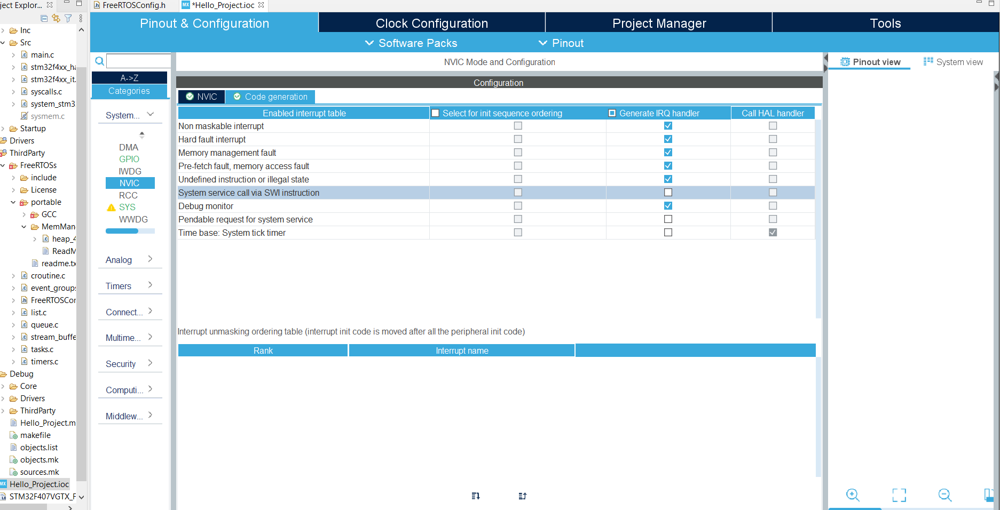 ject Explor...
FreeRTOSConfig.h
*Hello_Project.ioc
Inc
Src
main.c
stm32f4xx_ha
stm32f4xx_it.
syscalls.c
system_stm3
sysmem.c
Startup
Drivers
ThirdParty
FreeRTOSs
include
License
portable
GCC
MemMan
heap_4
ReadM
readme.tx
croutine.c
event_groups
FreeRTOSCon
list.c
queue.c
stream_buffe
tasks.c
timers.c
Debug
Core
Drivers
ThirdParty
Hello_Project.m
makefile
objects.list
objects.mk
sources.mk
MX Hello_Project.ioc
STM32F407VGTX_F
Pinout & Configuration
Clock Configuration
Project Manager
Tools
Software Packs
Pinout
A->Z
Categories
System...
DMA
GPIO
IWDG
NVIC
RCC
SYS
WWDG
Analog
Timers
Connect...
Multime...
Security
Computi...
Middlew...
NVIC Mode and Configuration
Configuration
NVIC
Code generation
Enabled interrupt table
Select for init sequence ordering
Generate IRQ handler
Call HAL handler
Non maskable interrupt
Hard fault interrupt
Memory management fault
Pre-fetch fault, memory access fault
Undefined instruction or illegal state
System service call via SWI instruction
Debug monitor
Pendable request for system service
Time base: System tick timer
Interrupt unmasking ordering table (interrupt init code is moved after all the peripheral init code)
Rank
Interrupt name
Pinout view
System view